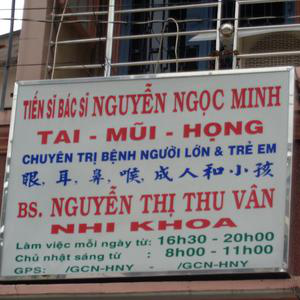 TIẾN SĨ BÁC SĨ NGUYỄN NGỌC MINH
TAI - MŨI - HỌNG
CHUYÊN TRỊ BỆNH NGƯỜI LỚN & TRẺ EM
眼,耳,鼻,喉,成人和小孩
BS. NGUYỄN THỊ THU VÂN
NHI KHOA
Làm việc mỗi ngày từ: 16h30 - 20h00
Chủ nhật sáng từ: 8h00 - 11h00
GPS: /GCN-HNY - /GCN-HNY.